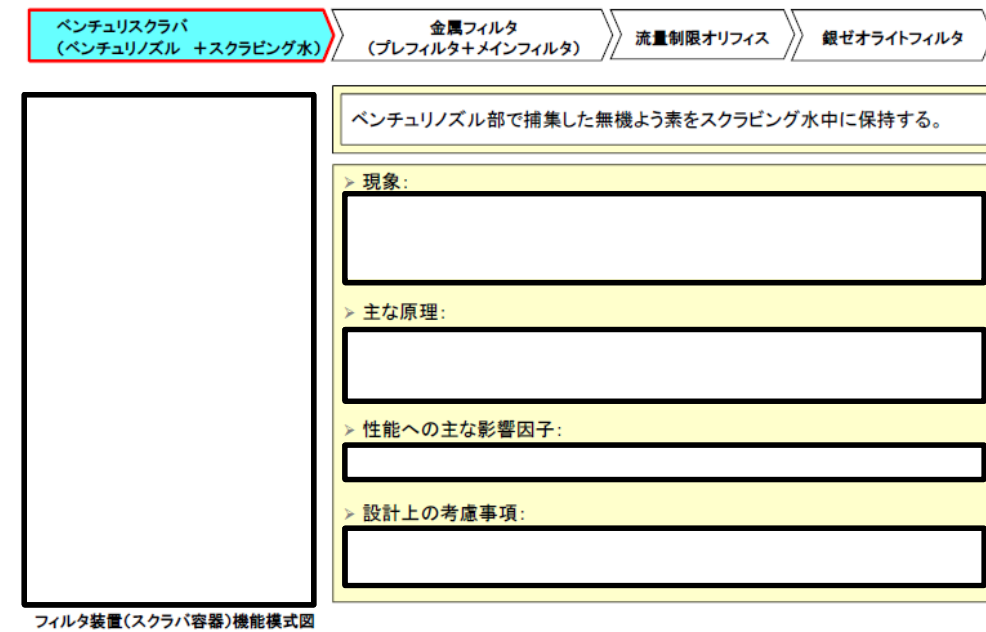 ベンチュリスクラバ
(ベンチュリノズル +スクラビング水)
金属フィルタ
(プレフィルタ+メインフィルタ)
流量制限オリフィス
銀ゼオライトフィルタ
ベンチュリノズル部で捕集した無機よう素をスクラビング水中に保持する。
➢ 現象:
➢ 主な原理:
➢ 性能への主な影響因子:
➢ 設計上の考慮事項:
フィルタ装置(スクラバ容器)機能模式図